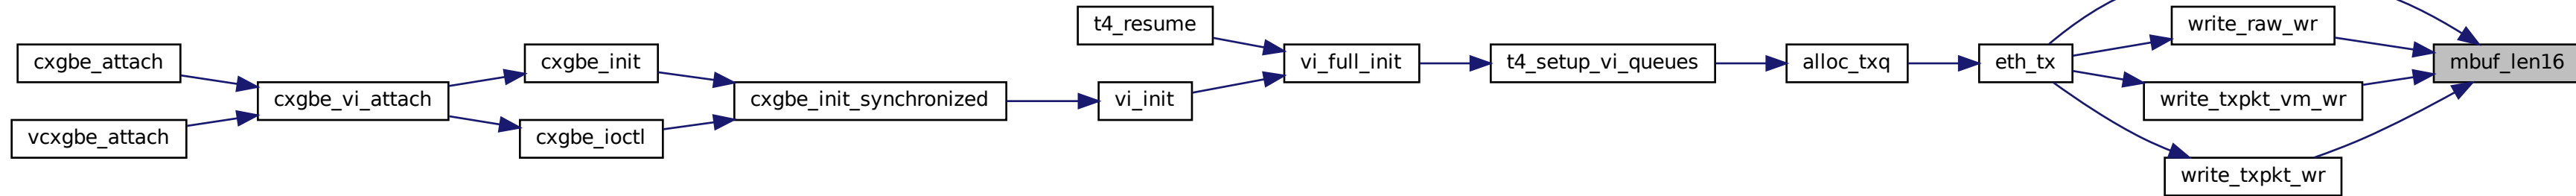 cxgbe_attach
vcxgbe_attach
cxgbe_vi_attach
cxgbe_init
cxgbe_ioctl
cxgbe_init_synchronized
t4_resume
vi_init
vi_full_init
t4_setup_vi_queues
alloc_txq
eth_tx
write_raw_wr
write_txpkt_vm_wr
write_txpkt_wr
mbuf_len16